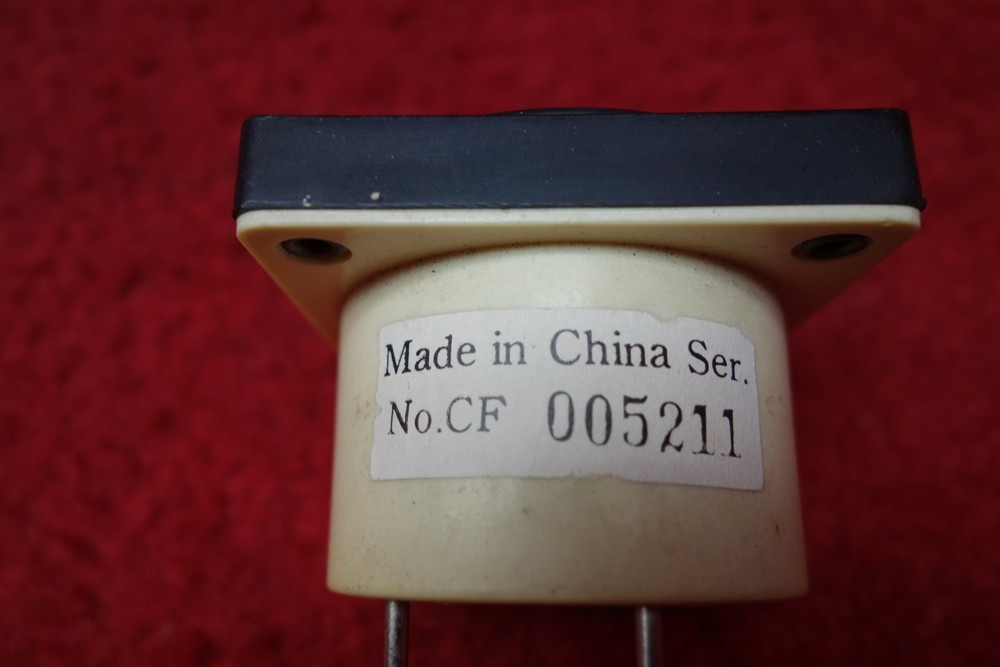 Made in China Ser.
No.CF 005211